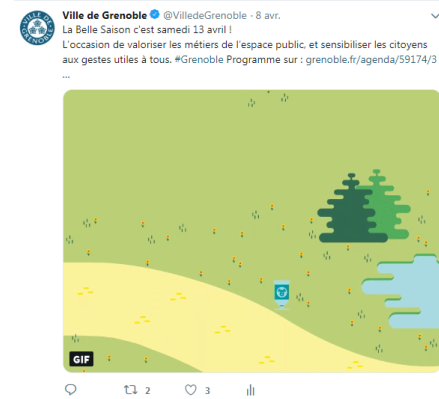 Ville de Grenoble @VilledeGrenoble · 8 avr.
La Belle Saison c'est samedi 13 avril !
L'occasion de valoriser les métiers de l'espace public, et sensibiliser les citoyens
aux gestes utiles à tous. #Grenoble Programme sur : grenoble.fr/agenda/59174/3
...
GIF
2 3